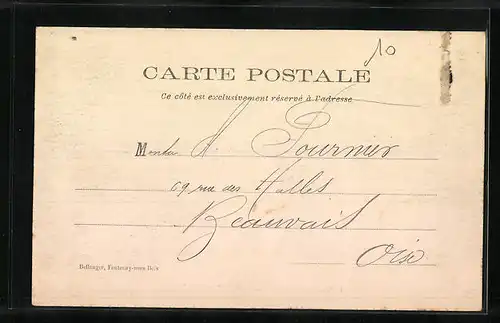 10
CARTE POSTALE
Ce côté est exclusivement réservé à l'adresse
Monsieur H. Fournier
69 rue des Halles
Beauvais
Oise
Bellanger, Fontenay-sous-Bois